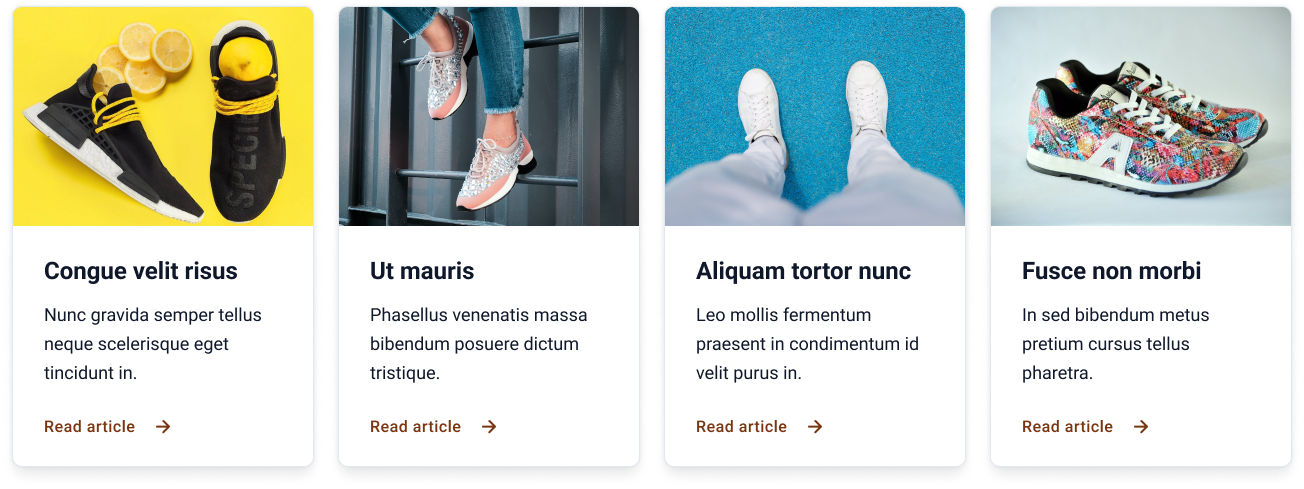 SPECI
A
Congue velit risus
Nunc gravida semper tellus
neque scelerisque eget
tincidunt in.
Read article
Ut mauris
Phasellus venenatis massa
bibendum posuere dictum
tristique.
Read article
Aliquam tortor nunc
Leo mollis fermentum
praesent in condimentum id
velit purus in.
Read article
Fusce non morbi
In sed bibendum metus
pretium cursus tellus
pharetra.
Read article